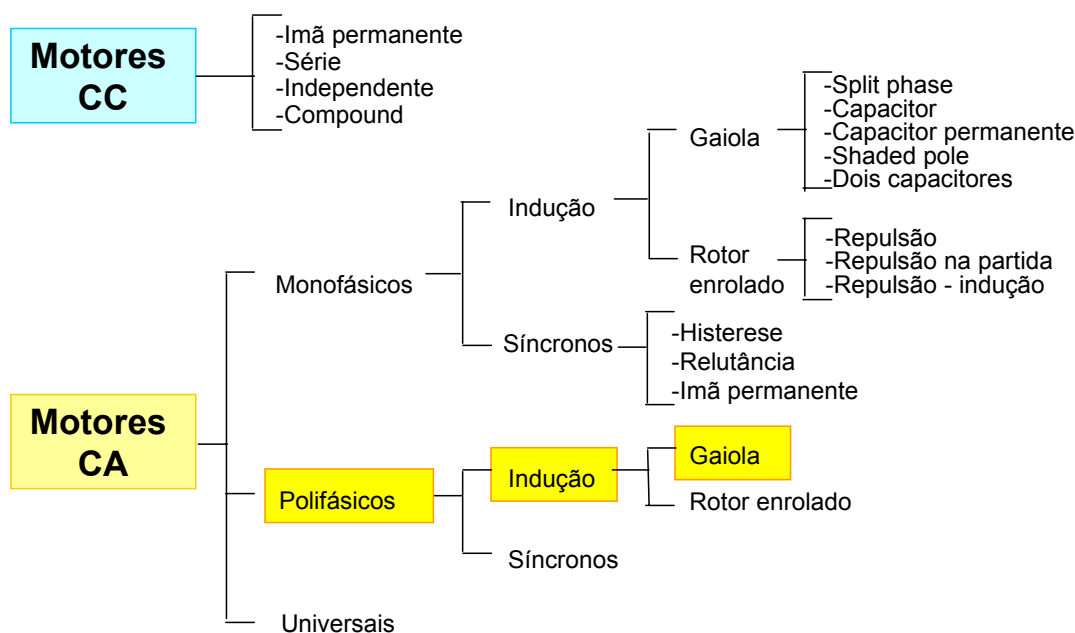 Motores
CC
-Imã permanente
-Série
-Independente
-Compound
Motores
CA
Monofásicos
Indução
Gaiola
-Split phase
-Capacitor
-Capacitor permanente
-Shaded pole
-Dois capacitores
Rotor
enrolado
-Repulsão
-Repulsão na partida
-Repulsão - indução
Síncronos
-Histerese
-Relutância
-Imã permanente
Polifásicos
Indução
Gaiola
Rotor enrolado
Síncronos
Universais